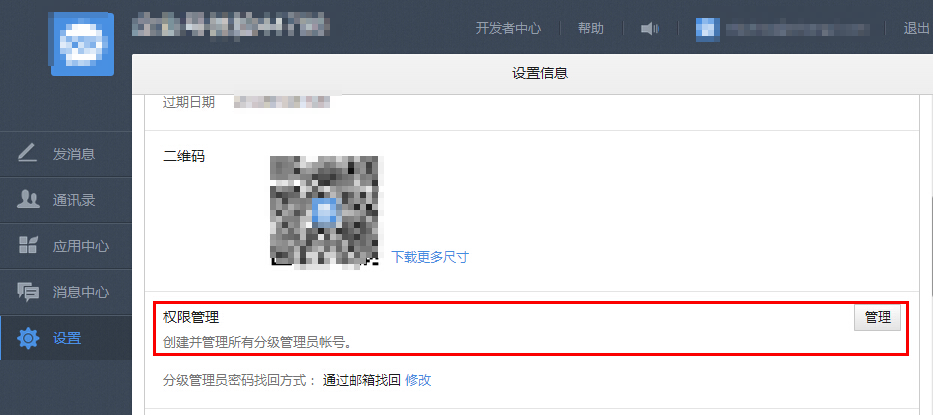 开发者中心 帮助 退出
设置信息
过期日期
发消息
通讯录
应用中心
消息中心
设置
二维码
下载更多尺寸
权限管理 管理
创建并管理所有分级管理员帐号。
分级管理员密码找回方式： 通过邮箱找回 修改